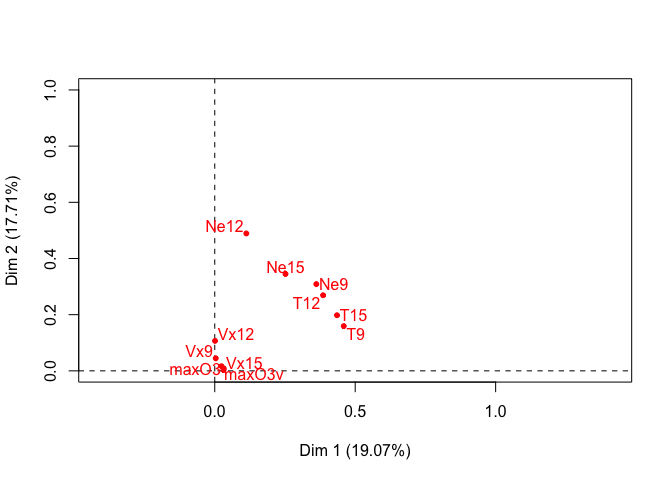 1.0
0.8
0.6
0.4
0.2
0.0
Dim 2 (17.71%)
Ne12
Ne15
Ne9
T12
T15
T9
Vx12
Vx9
Vx15
maxO3
maxO3v
0.0 0.5 1.0
Dim 1 (19.07%)